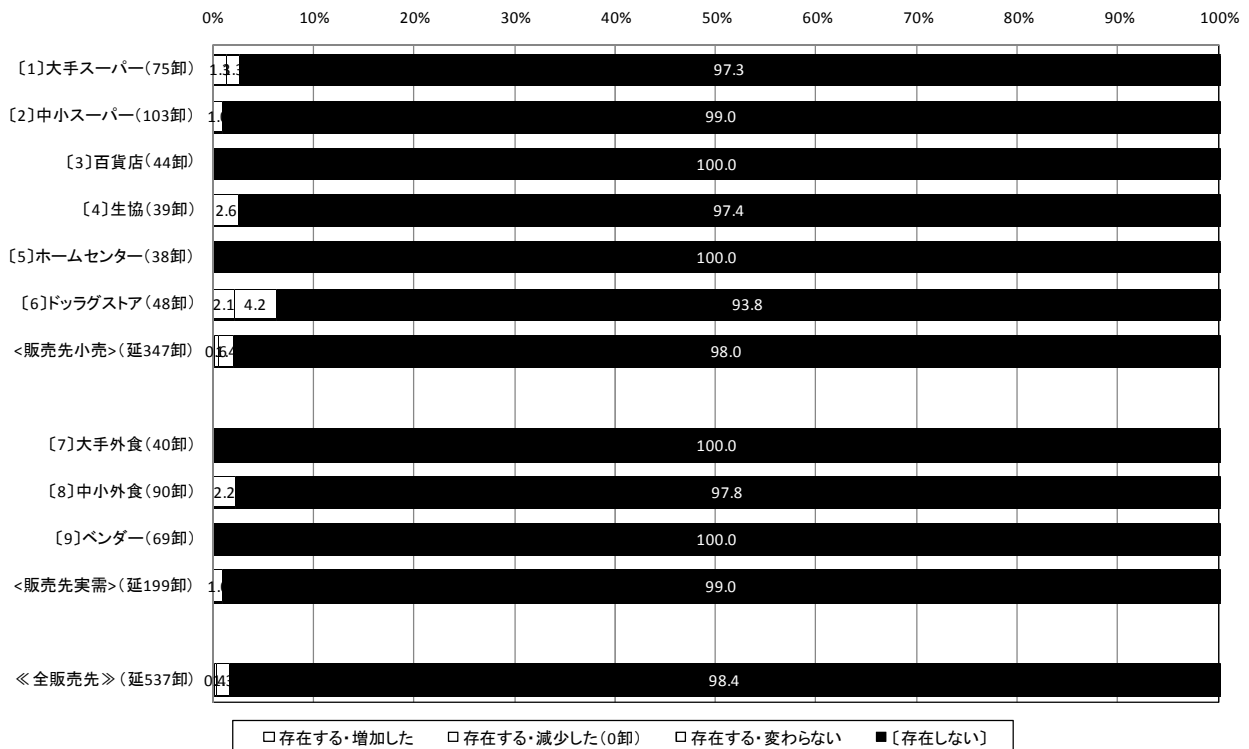 0% 10% 20% 30% 40% 50% 60% 70% 80% 90% 100%
〔1〕大手スーパー(75卸) 1.3 1.3 97.3
〔2〕中小スーパー(103卸) 1.0 99.0
〔3〕百貨店(44卸) 100.0
〔4〕生協(39卸) 2.6 97.4
〔5〕ホームセンター(38卸) 100.0
〔6〕ドッラグストア(48卸) 2.1 4.2 93.8
<販売先小売>(延347卸) 98.0
〔7〕大手外食(40卸) 100.0
〔8〕中小外食(90卸) 2.2 97.8
〔9〕ベンダー(69卸) 100.0
<販売先実需>(延199卸) 1.0 99.0
≪全販売先≫(延537卸) 98.4
□存在する・増加した □存在する・減少した(0卸) □存在する・変わらない ■〔存在しない〕